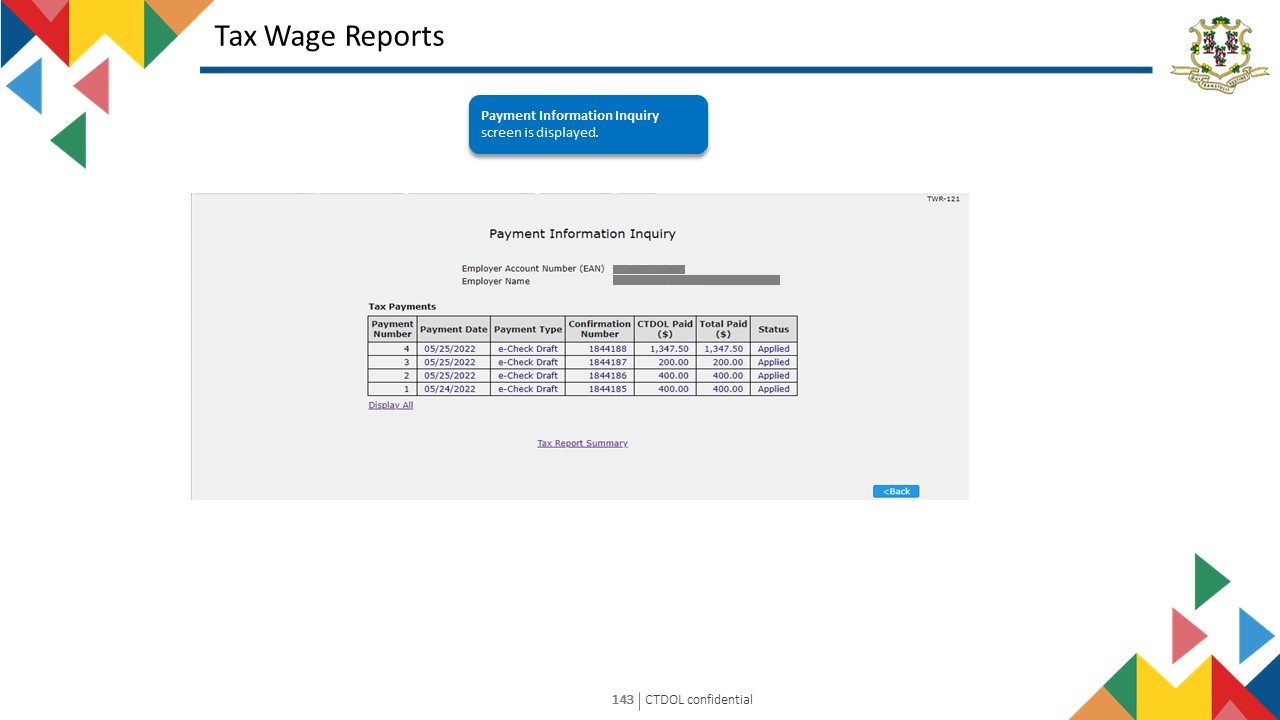 Tax Wage Reports
Payment Information Inquiry
screen is displayed.
TWR-121
Payment Information Inquiry
Employer Account Number (EAN)
Employer Name
Tax Payments
Payment Number Payment Date Payment Type Confirmation Number CTDOL Paid ($) Total Paid ($) Status
4 05/25/2022 e-Check Draft 1844188 1,347.50 1,347.50 Applied
3 05/25/2022 e-Check Draft 1844187 200.00 200.00 Applied
2 05/25/2022 e-Check Draft 1844186 400.00 400.00 Applied
1 05/24/2022 e-Check Draft 1844185 400.00 400.00 Applied
Display All
Tax Report Summary
<Back
143 CTDOL confidential